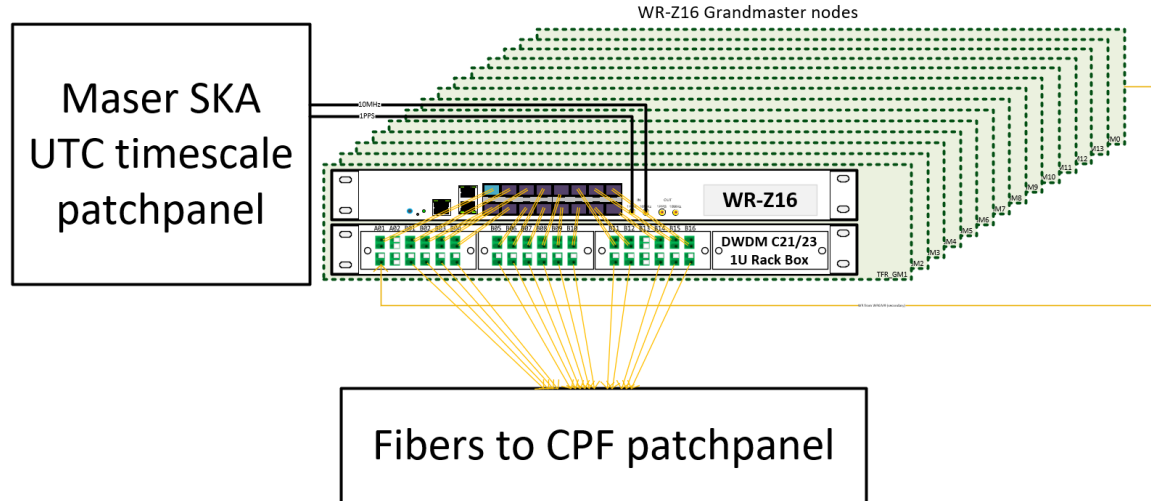 WR-Z16 Grandmaster nodes
Maser SKA
UTC timescale
patchpanel
10MHz
1PPS
WR-Z16
IN
OUT
A01 A02 B01 B02 B03 B04
B05 B06 B07 B08 B09 B10
B11 B12 B13 B14 B15 B16
DWDM C21/23
1U Rack Box
TFR_GM1
M2
M3
M4
M5
M6
M7
M8
M9
M10
M11
M12
M13
M0
Fibers to CPF patchpanel